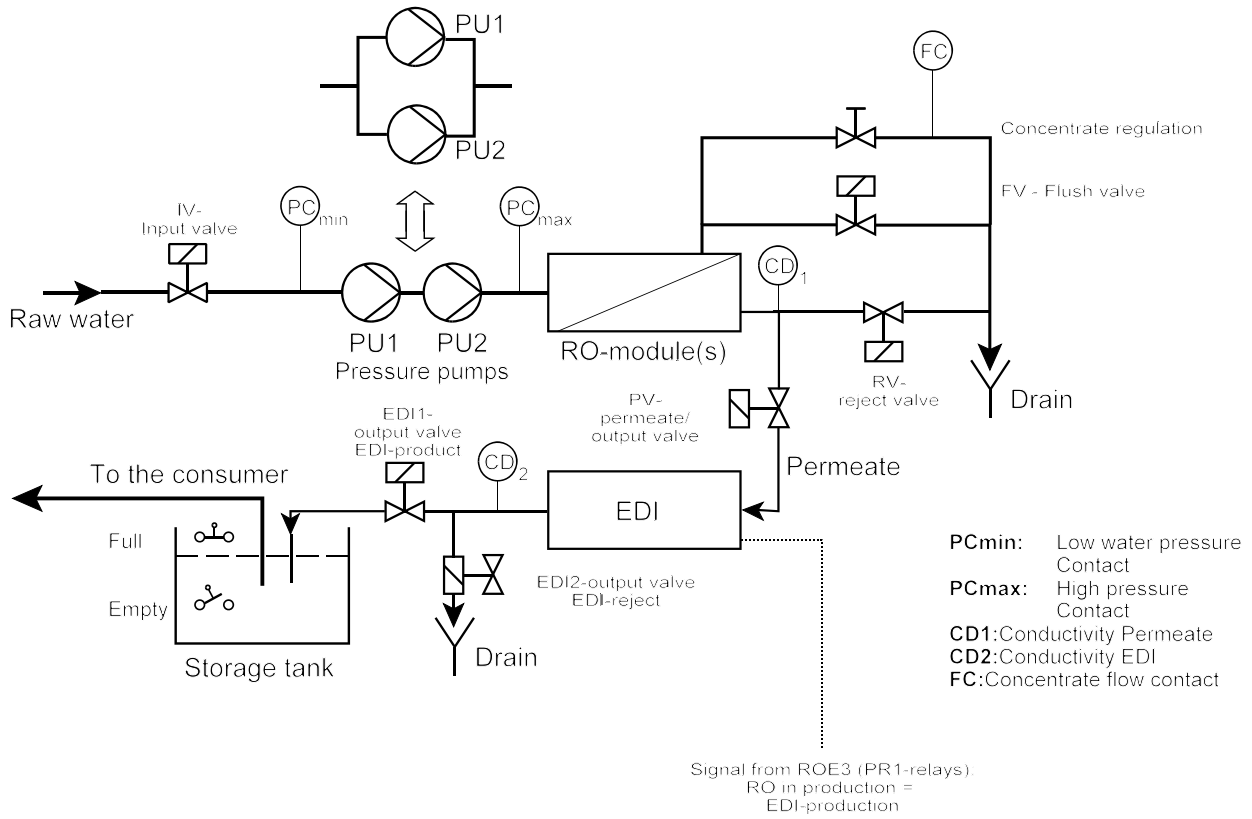 PU1
PU2
FC
Concentrate regulation
FV - Flush valve
IV-
Input valve
PC min
PC max
CD 1
Raw water
PU1 PU2
Pressure pumps
RO-module(s)
RV-
reject valve
Drain
PV-
permeate/
output valve
Permeate
EDI1-
output valve
EDI-product
CD 2
EDI
To the consumer
Full
Empty
Storage tank
EDI2-output valve
EDI-reject
Drain
PCmin: Low water pressure
Contact
PCmax: High pressure
Contact
CD1:Conductivity Permeate
CD2:Conductivity EDI
FC:Concentrate flow contact
Signal from ROE3 (PR1-relays):
RO in production =
EDI-production